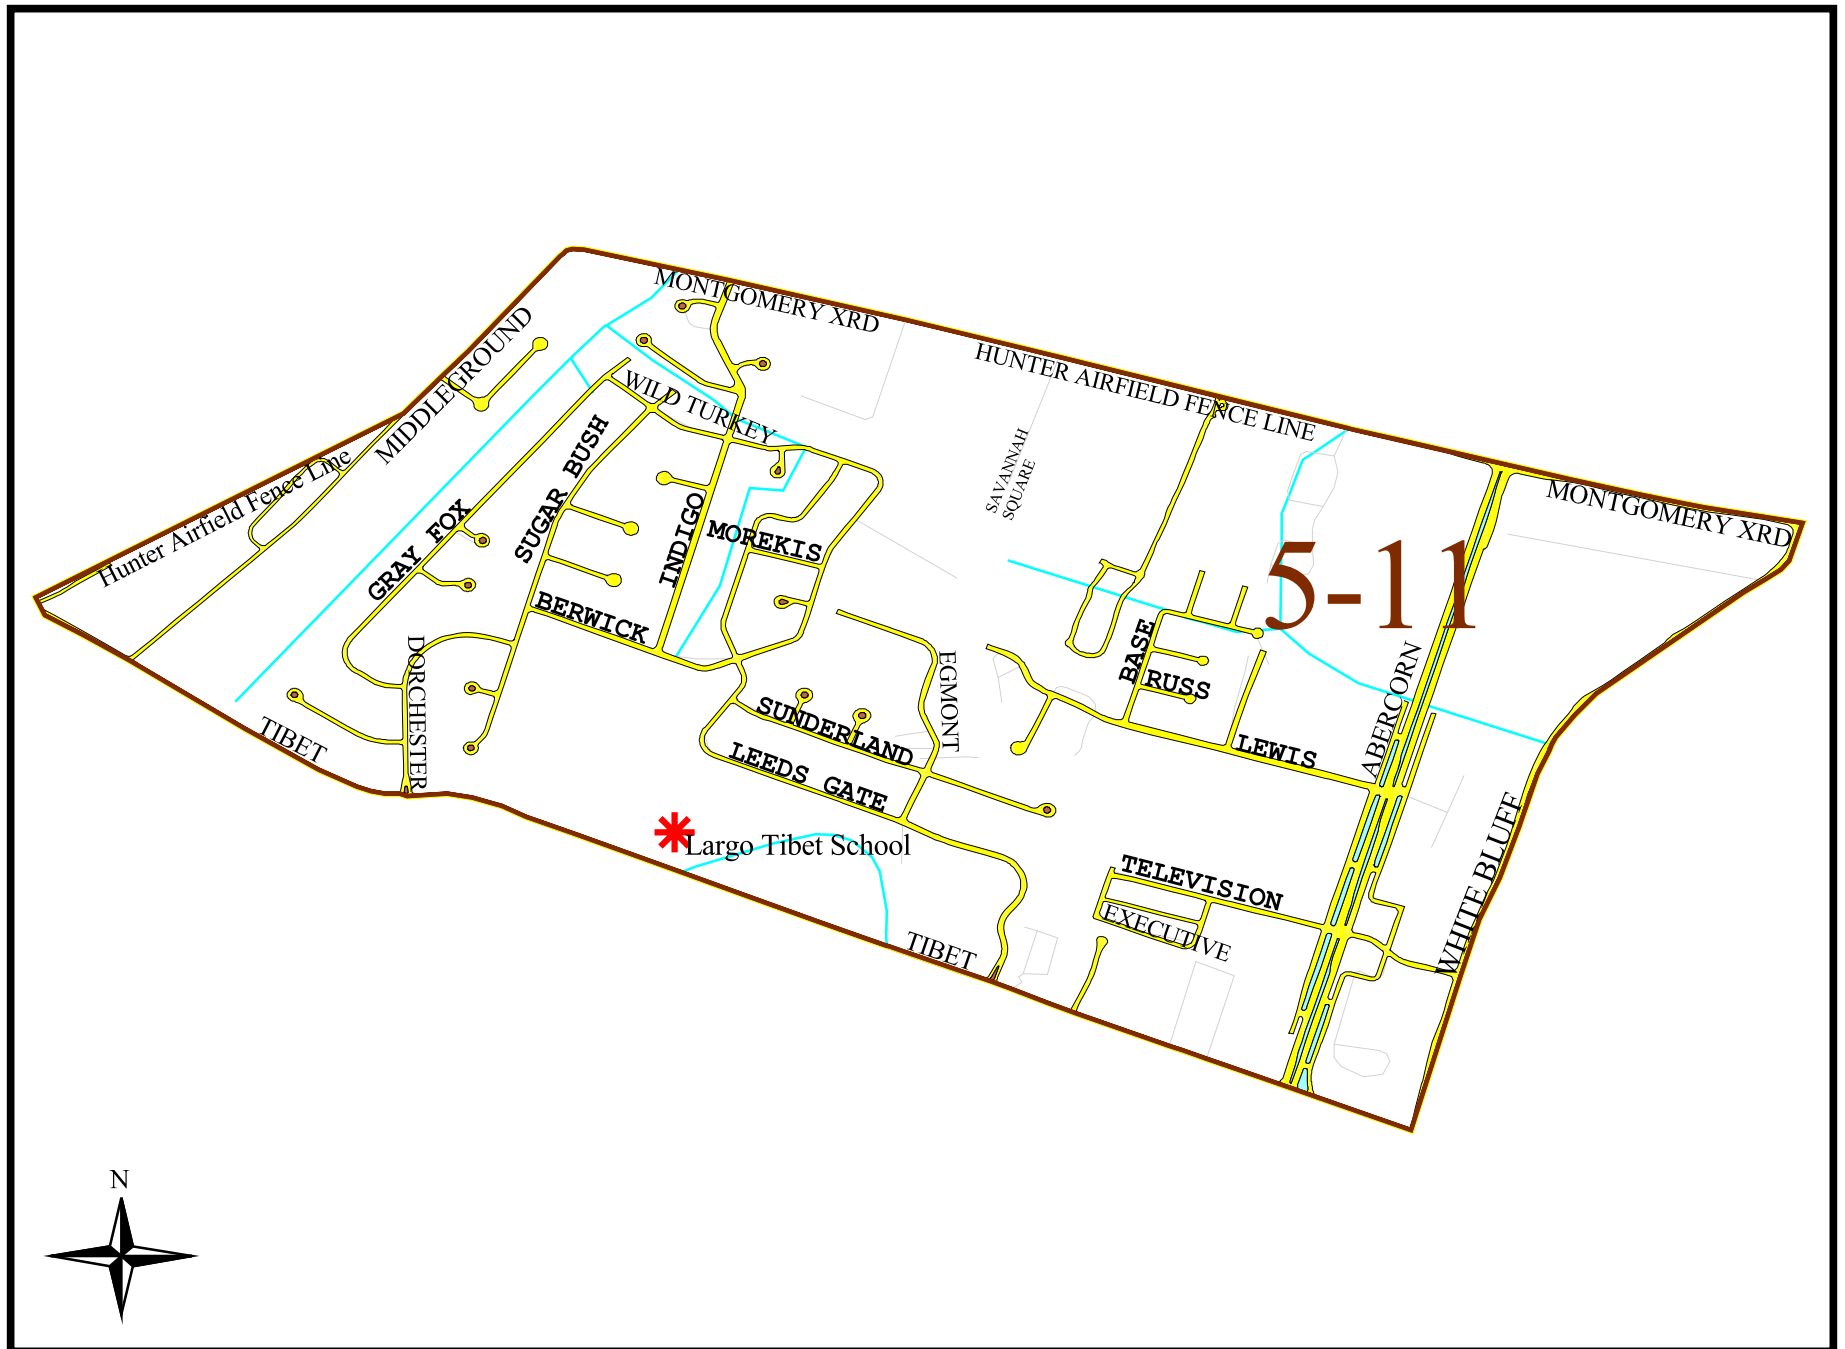 MONTGOMERY XRD
HUNTER AIRFIELD FENCE LINE
MONTGOMERY XRD
MIDDLEGROUND
Hunter Airfield Fence Line
WILD TURKEY
SUGAR BUSH
GRAY FOX
INDIGO
MOREKIS
BERWICK
SAVANNAH
SQUARE
5-11
DORCHESTER
TIBET
EGMONT
SUNDERLAND
LEEDS GATE
BASE
RUSS
LEWIS
ABERCORN
WHITE BLUFF
Largo Tibet School
TELEVISION
EXECUTIVE
TIBET
N